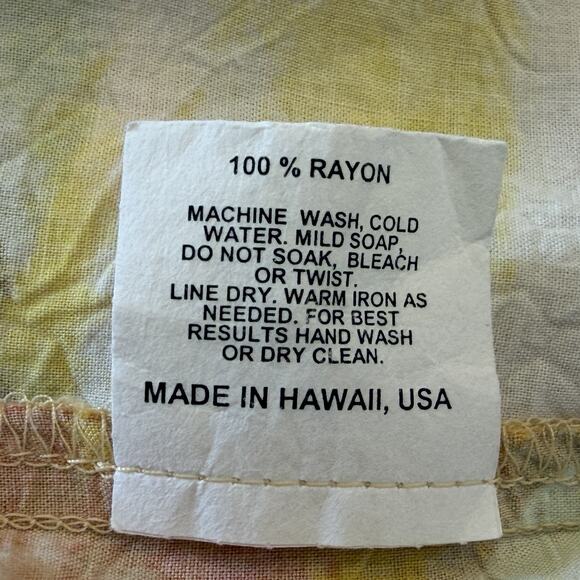 100 % RAYON
MACHINE WASH, COLD
WATER. MILD SOAP,
DO NOT SOAK, BLEACH
OR TWIST.
LINE DRY. WARM IRON AS
NEEDED. FOR BEST
RESULTS HAND WASH
OR DRY CLEAN.
MADE IN HAWAII, USA